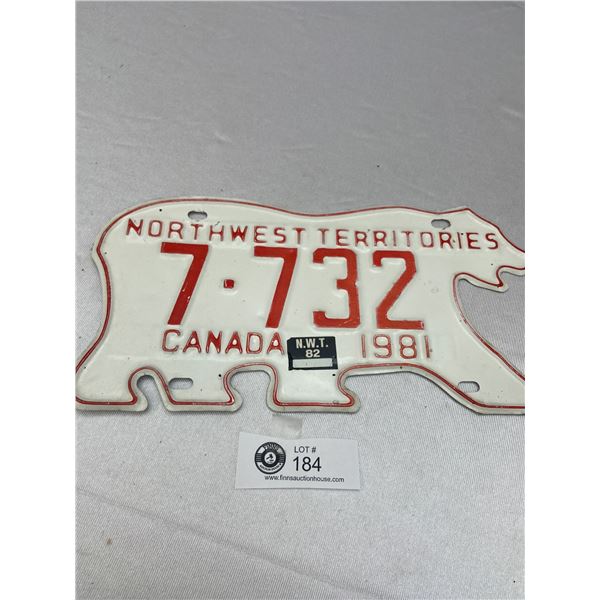 NORTHWEST TERRITORIES
7·732
CANADA N.W.T. 82 1981
LOT #
184
www.finnsauctionhouse.com